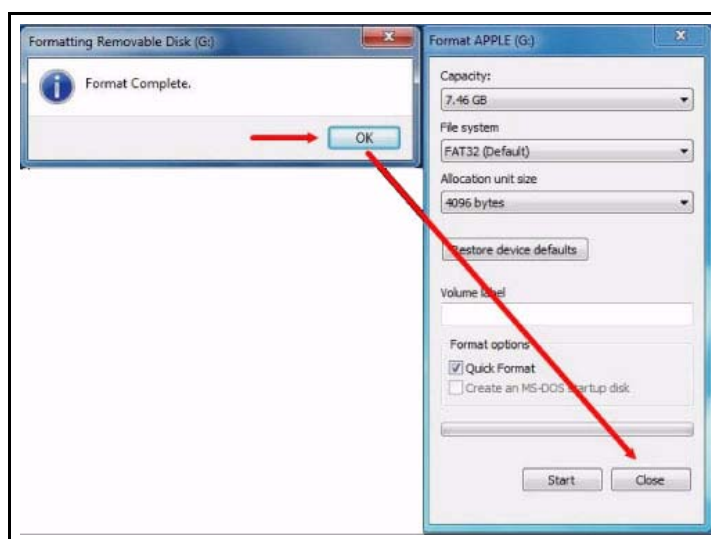 Formatting Removable Disk (G:)
Format Complete.
OK
Format APPLE (G:)
Capacity:
7.46 GB
File system
FAT32 (Default)
Allocation unit size
4096 bytes
Restore device defaults
Volume label
Format options
Quick Format
Create an MS-DOS startup disk
Start
Close